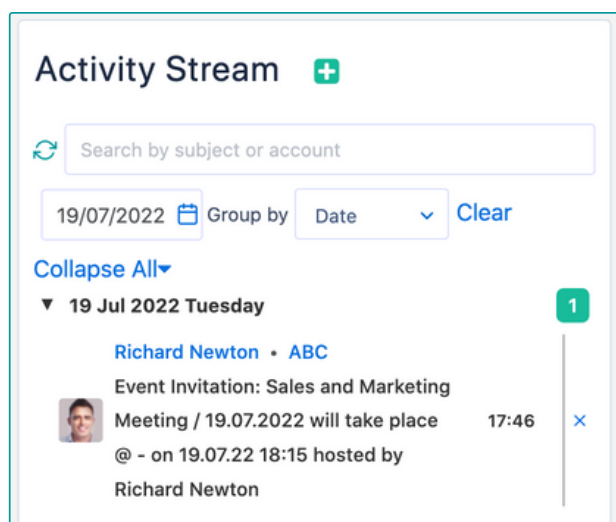 Activity Stream
Search by subject or account
19/07/2022 Group by Date Clear
Collapse All
19 Jul 2022 Tuesday 1
Richard Newton • ABC
Event Invitation: Sales and Marketing
Meeting / 19.07.2022 will take place 17:46
@ - on 19.07.22 18:15 hosted by
Richard Newton